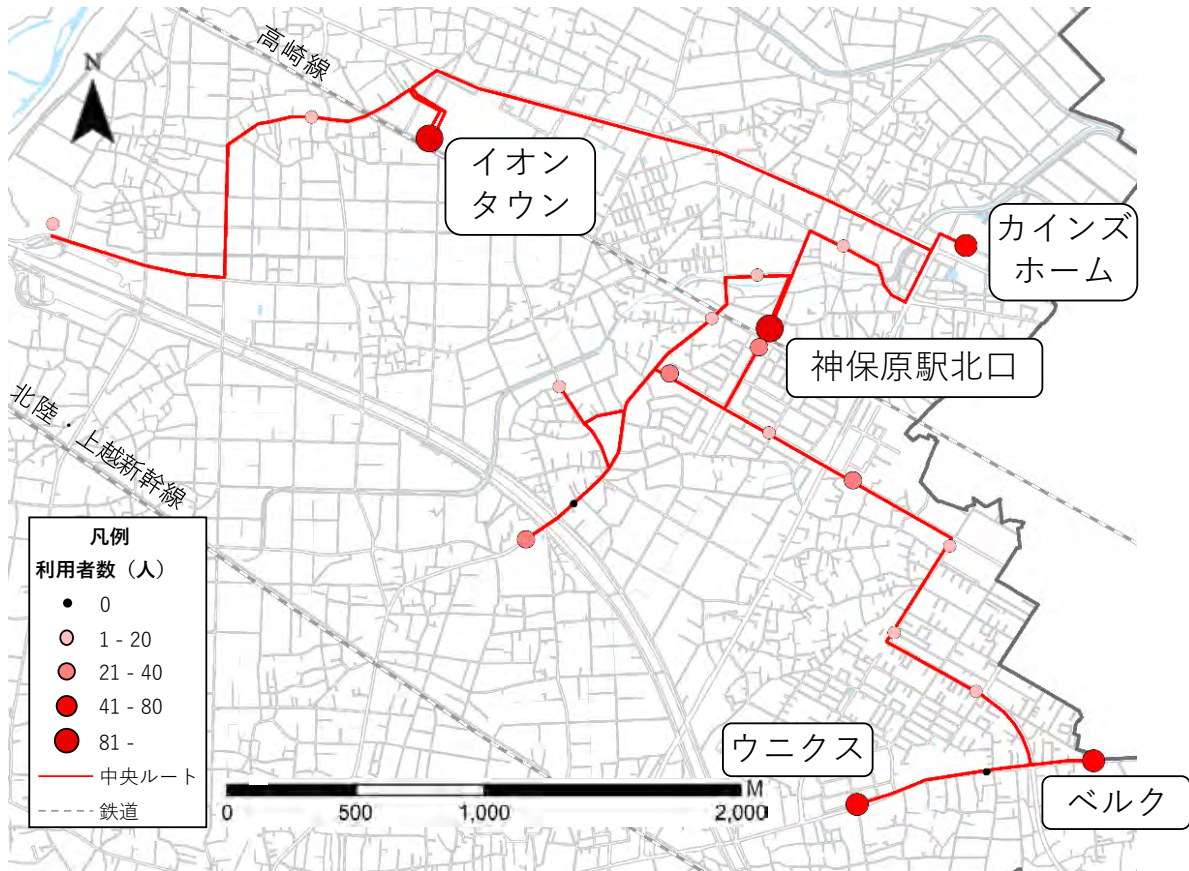 高崎線
N
イオン
タウン
カインズ
ホーム
神保原駅北口
北陸・上越新幹線
凡例
利用者数（人）
0
1 - 20
21 - 40
41 - 80
81 -
中央ルート
鉄道
ウニクス
ベルク
M
0 500 1,000 2,000